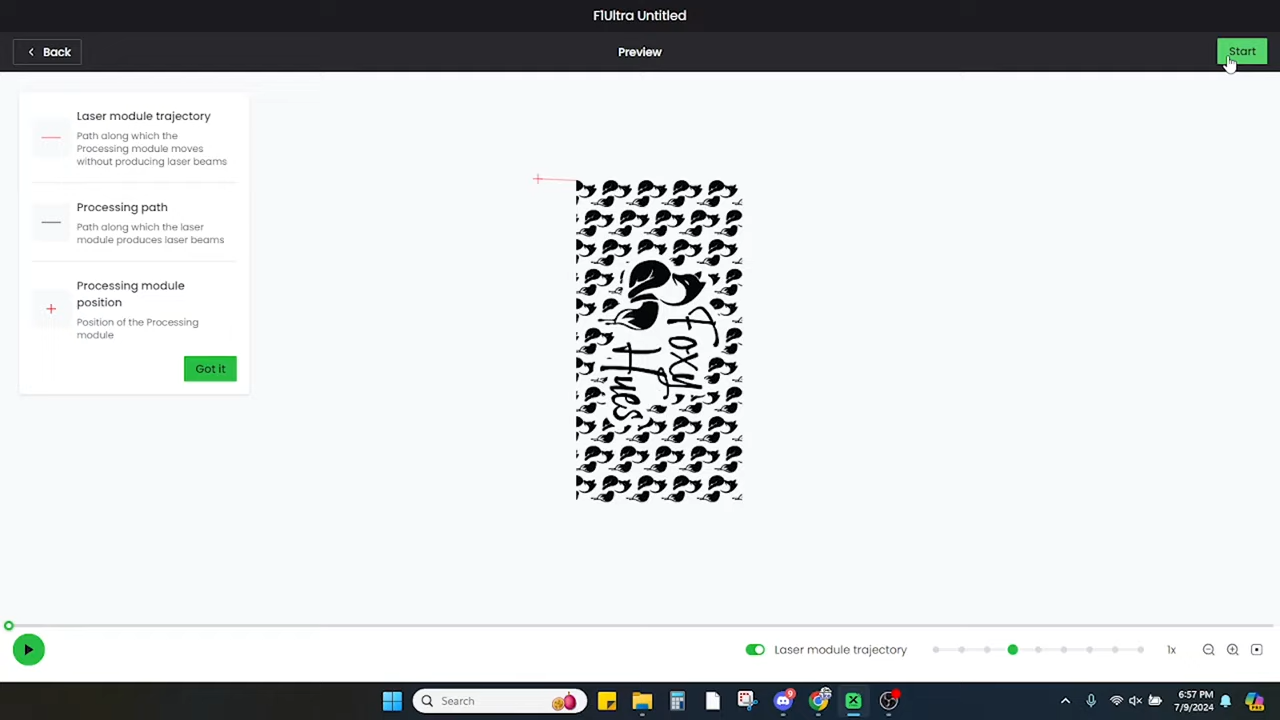 F1Ultra Untitled
Back
Preview
Start
Laser module trajectory
Path along which the
Processing module moves
without producing laser beams
Processing path
Path along which the laser
module produces laser beams
Processing module
position
Position of the Processing
module
Got it
Foxy
Hues
Laser module trajectory
1x
Search
9
6:57 PM
7/9/2024